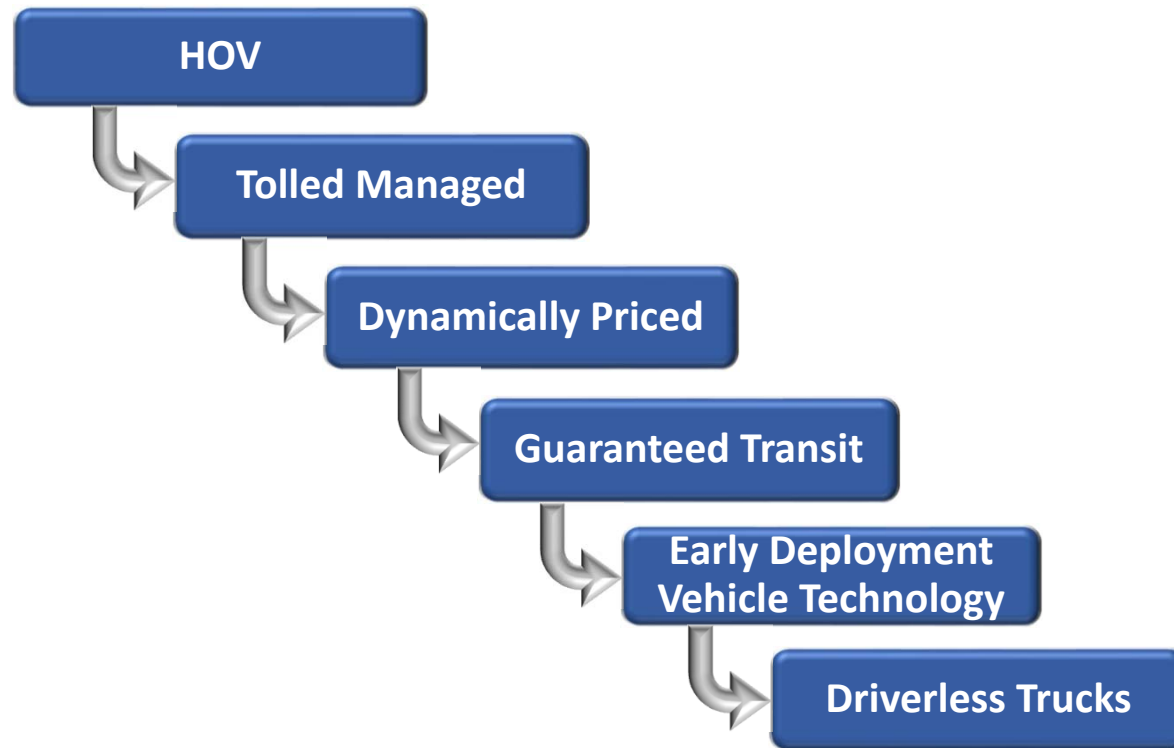 HOV
Tolled Managed
Dynamically Priced
Guaranteed Transit
Early Deployment
Vehicle Technology
Driverless Trucks